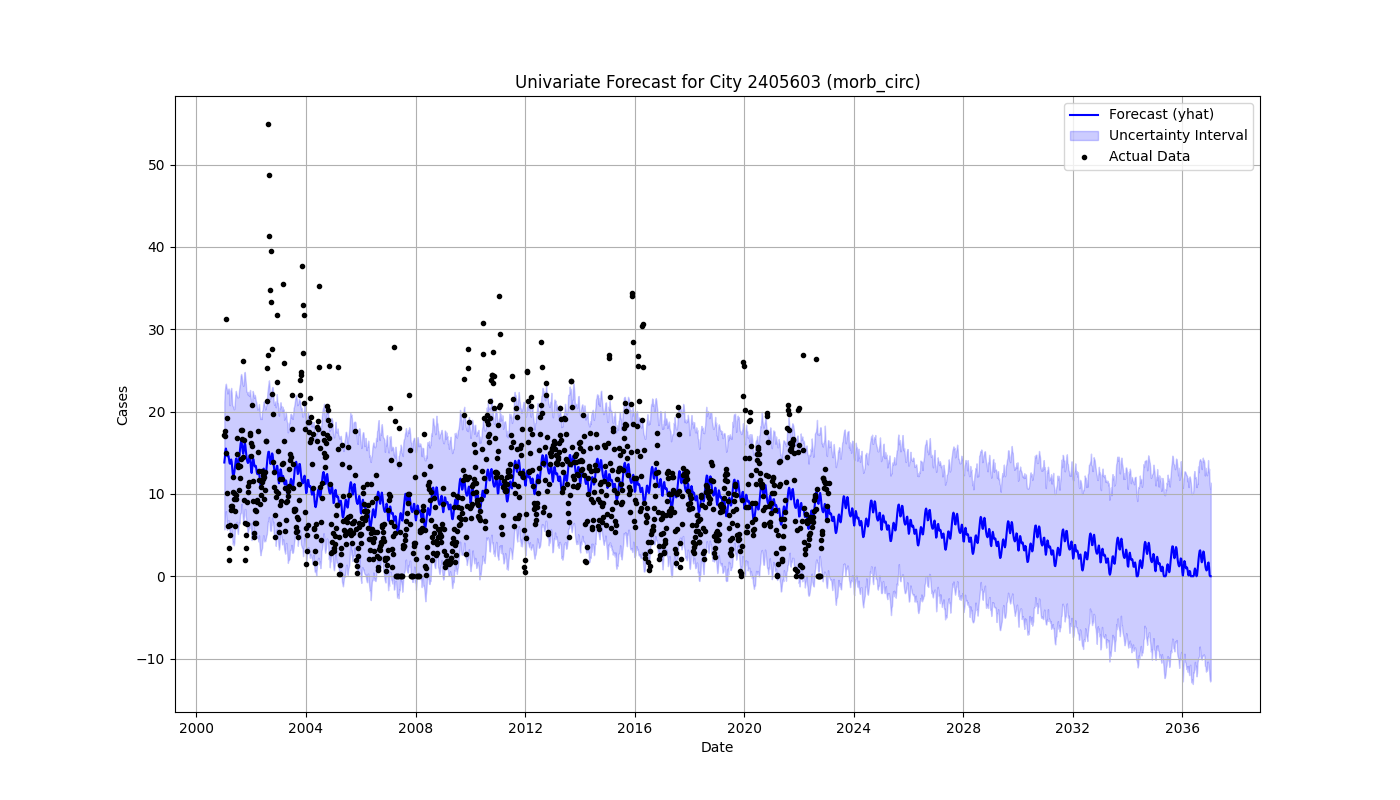 Univariate Forecast for City 2405603 (morb_circ)
Forecast (yhat)
Uncertainty Interval
Actual Data
Cases
50
40
30
20
10
0
−10
2000 2004 2008 2012 2016 2020 2024 2028 2032 2036
Date